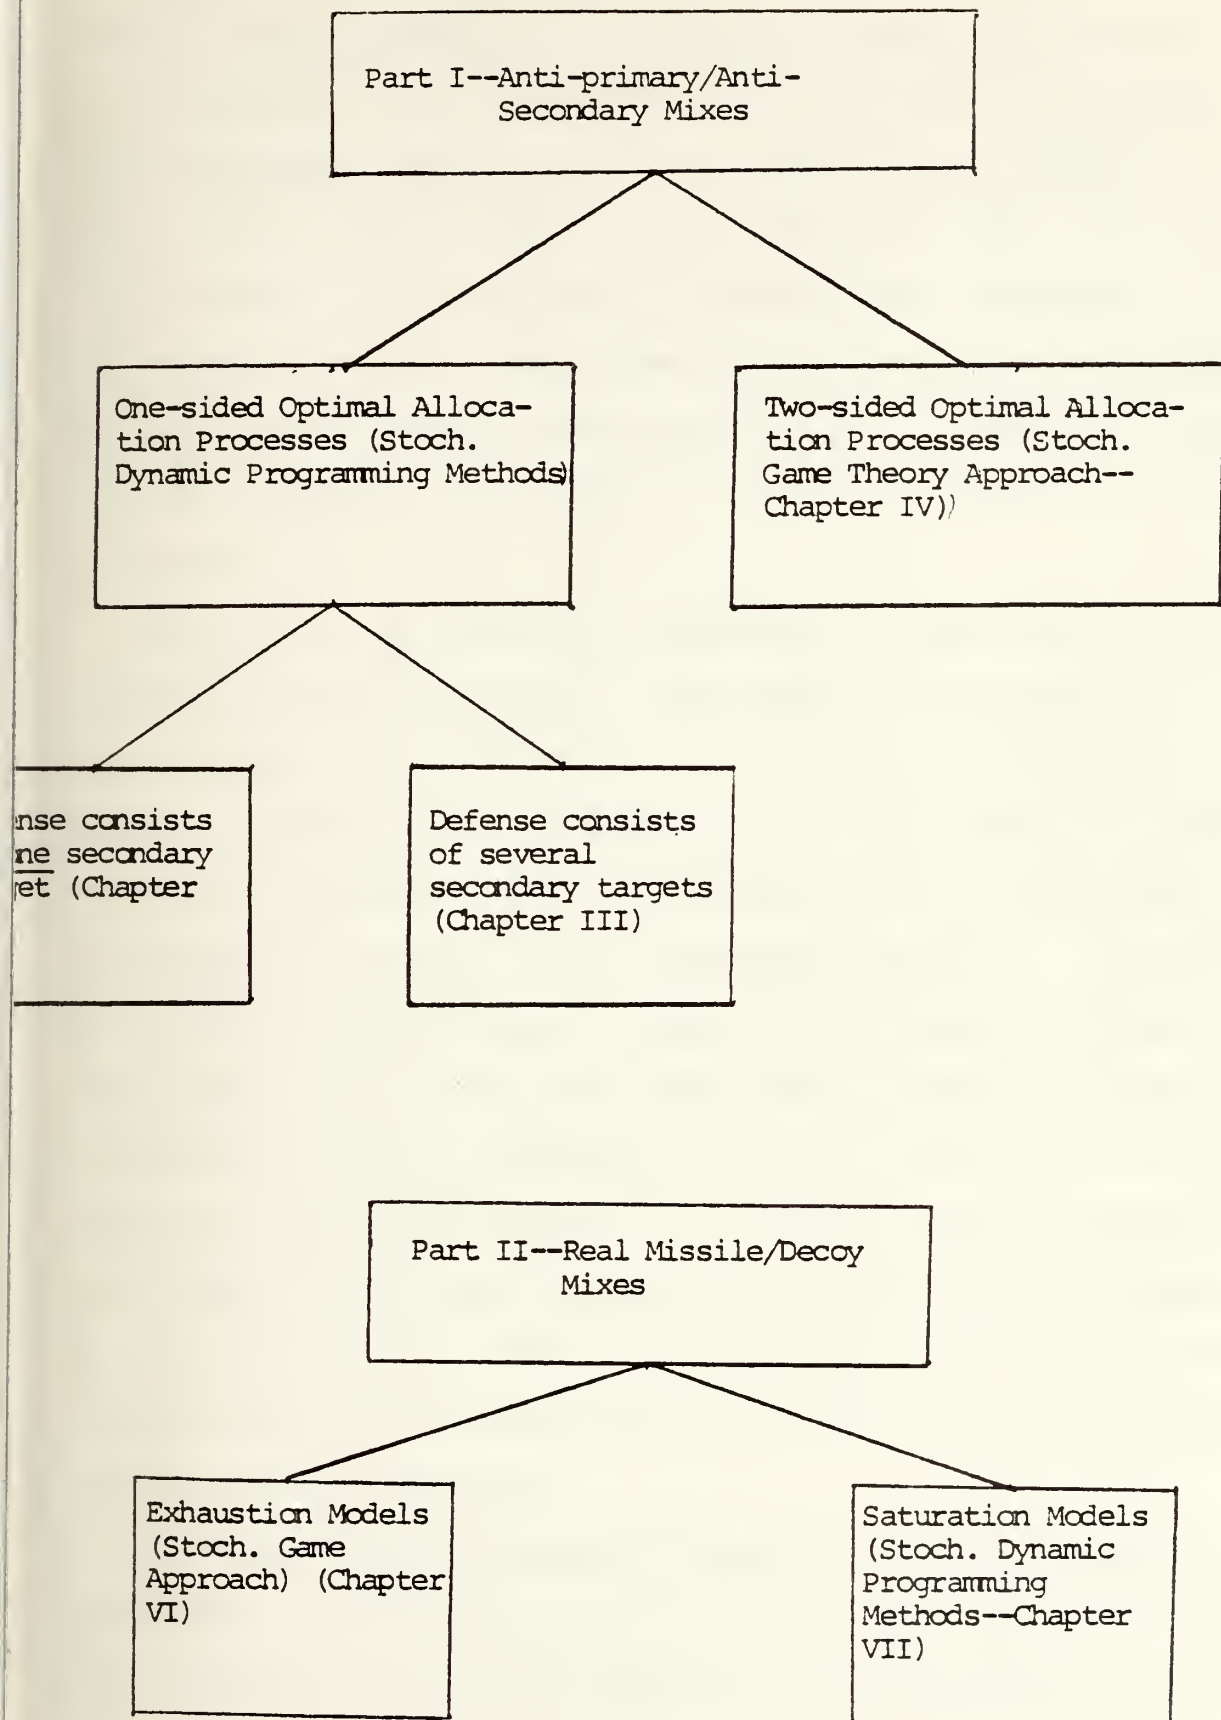 Part I--Anti-primary/Anti-
Secondary Mixes
One-sided Optimal Alloca-
tion Processes (Stoch.
Dynamic Programming Methods)
Two-sided Optimal Alloca-
tion Processes (Stoch.
Game Theory Approach--
Chapter IV))
nse consists
ne secondary
et (Chapter
Defense consists
of several
secondary targets
(Chapter III)
Part II--Real Missile/Decoy
Mixes
Exhaustion Models
(Stoch. Game
Approach) (Chapter
VI)
Saturation Models
(Stoch. Dynamic
Programming
Methods--Chapter
VII)